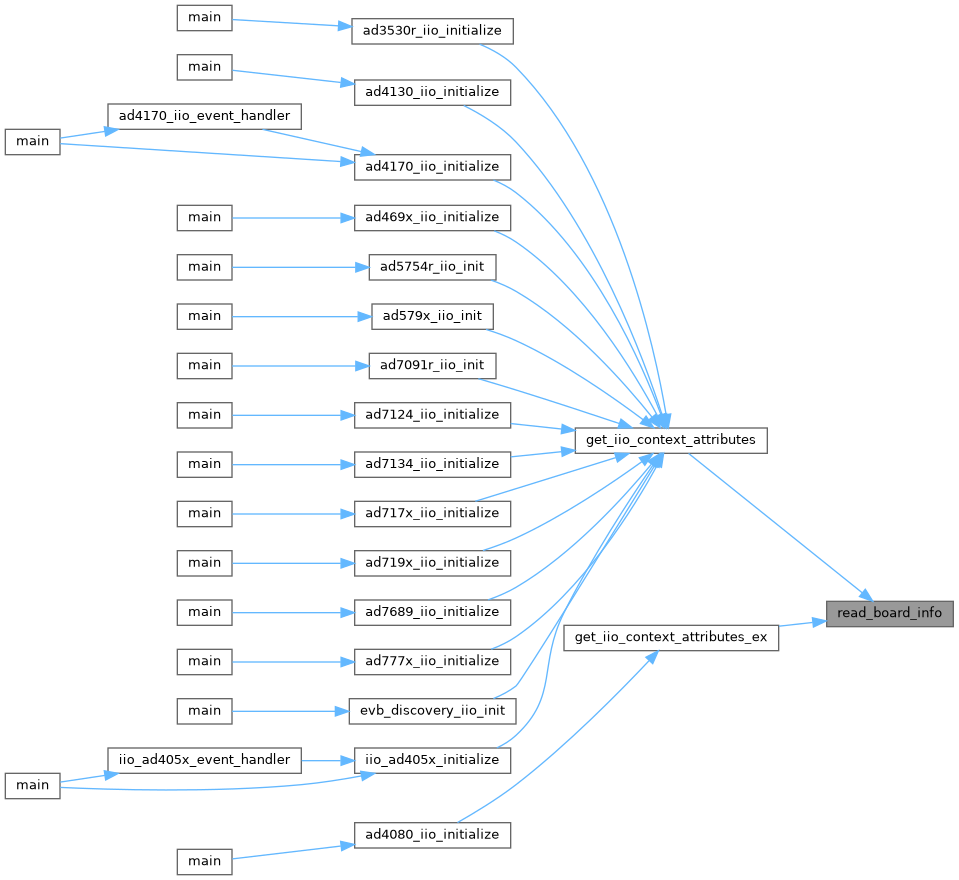 main
ad3530r_iio_initialize
main
ad4130_iio_initialize
ad4170_iio_event_handler
main
ad4170_iio_initialize
main
ad469x_iio_initialize
main
ad5754r_iio_init
main
ad579x_iio_init
main
ad7091r_iio_init
main
ad7124_iio_initialize
get_iio_context_attributes
main
ad7134_iio_initialize
main
ad717x_iio_initialize
main
ad719x_iio_initialize
main
ad7689_iio_initialize
read_board_info
get_iio_context_attributes_ex
main
ad777x_iio_initialize
main
evb_discovery_iio_init
iio_ad405x_event_handler
iio_ad405x_initialize
main
ad4080_iio_initialize
main